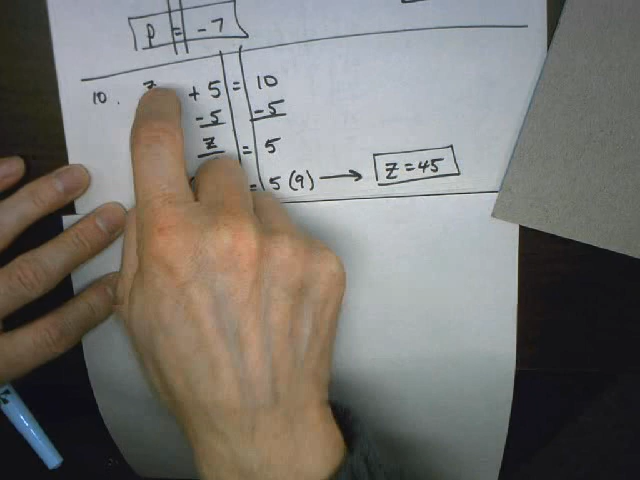 P = -7
10. z + 5 = 10
-5 -5
z = 5
= 5(9) → z = 45